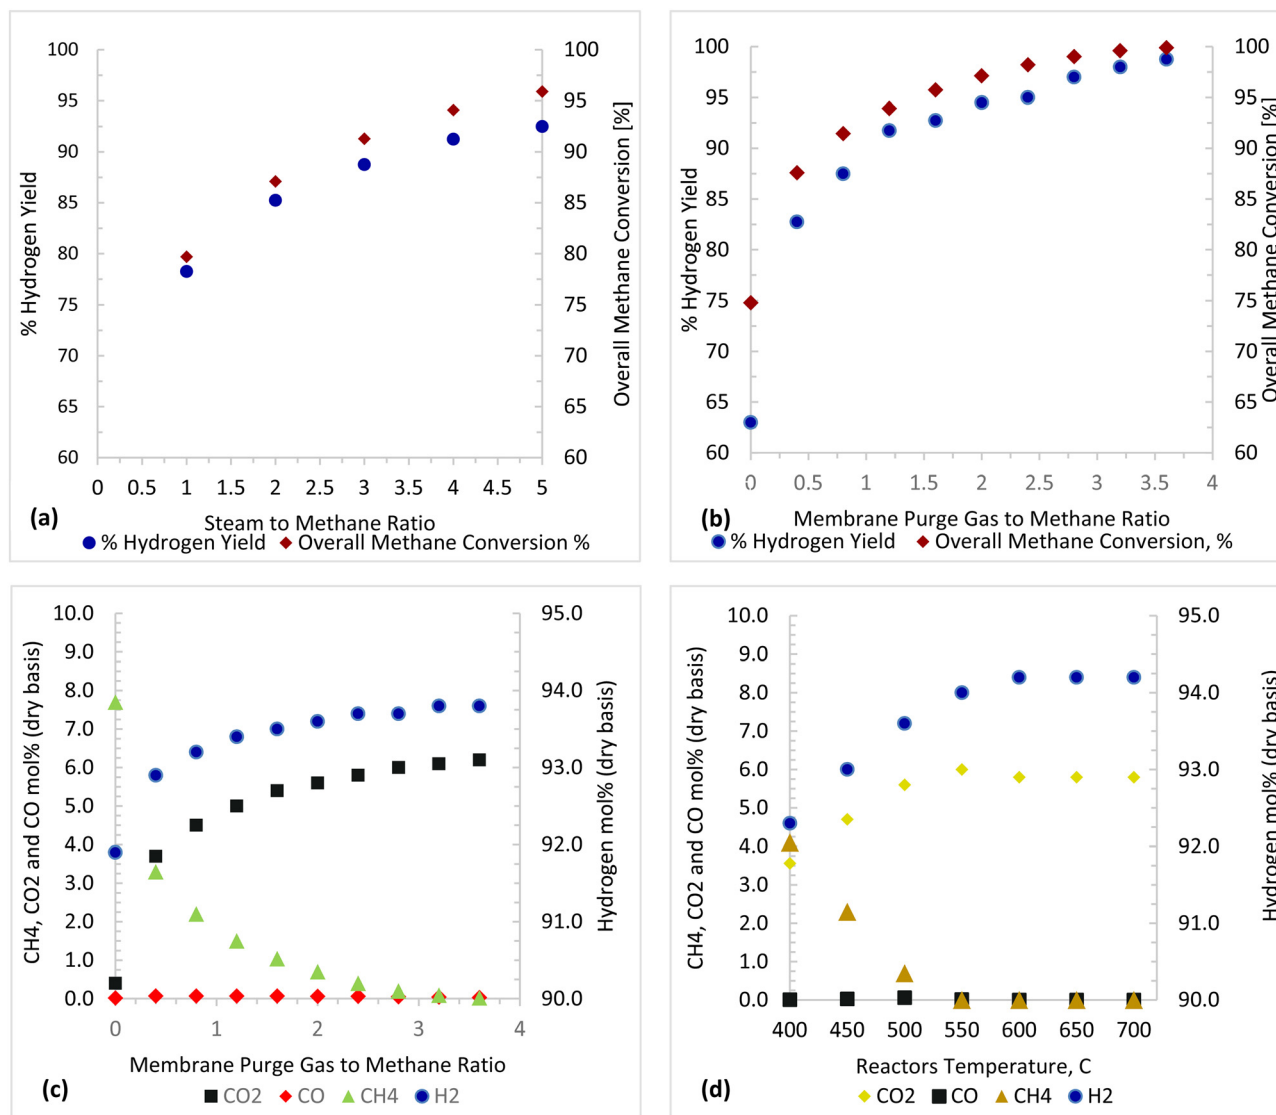 100
95
90
85
80
75
70
65
60
% Hydrogen Yield
100
95
90
85
80
75
70
65
60
Overall Methane Conversion [%]
0 0.5 1 1.5 2 2.5 3 3.5 4 4.5 5
(a)
Steam to Methane Ratio
% Hydrogen Yield Overall Methane Conversion %
100
95
90
85
80
75
70
65
60
% Hydrogen Yield
100
95
90
85
80
75
70
65
60
Overall Methane Conversion [%]
0 0.5 1 1.5 2 2.5 3 3.5 4
(b)
Membrane Purge Gas to Methane Ratio
% Hydrogen Yield Overall Methane Conversion, %
10.0
9.0
8.0
7.0
6.0
5.0
4.0
3.0
2.0
1.0
0.0
CH4, CO2 and CO mol% (dry basis)
95.0
94.0
93.0
92.0
91.0
90.0
Hydrogen mol% (dry basis)
0 1 2 3 4
Membrane Purge Gas to Methane Ratio
(c)
CO2 CO CH4 H2
10.0
9.0
8.0
7.0
6.0
5.0
4.0
3.0
2.0
1.0
0.0
CH4, CO2 and CO mol% (dry basis)
95.0
94.0
93.0
92.0
91.0
90.0
Hydrogen mol% (dry basis)
400 450 500 550 600 650 700
Reactors Temperature, C
(d)
CO2 CO CH4 H2